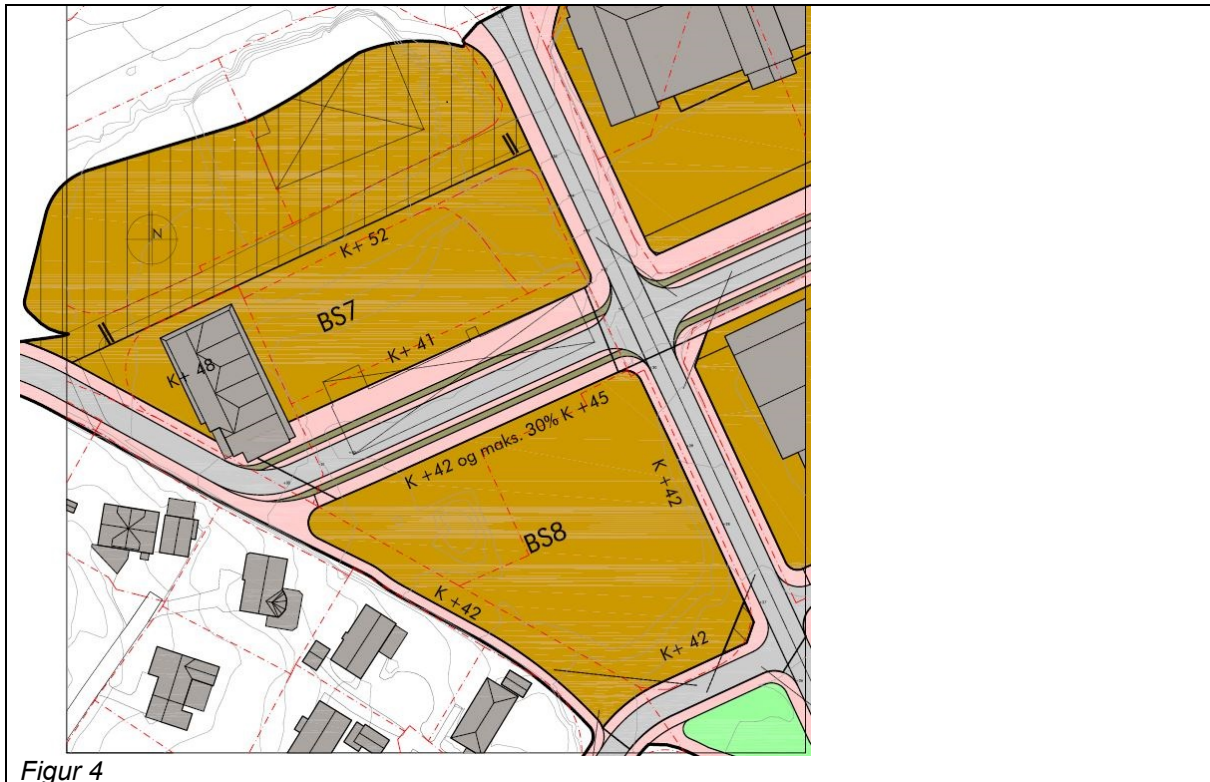 N
K+ 52
BS7
K+ 41
K+ 48
K +42 og maks. 30% K +45
K +42
BS8
K +42
K+ 42
Figur 4